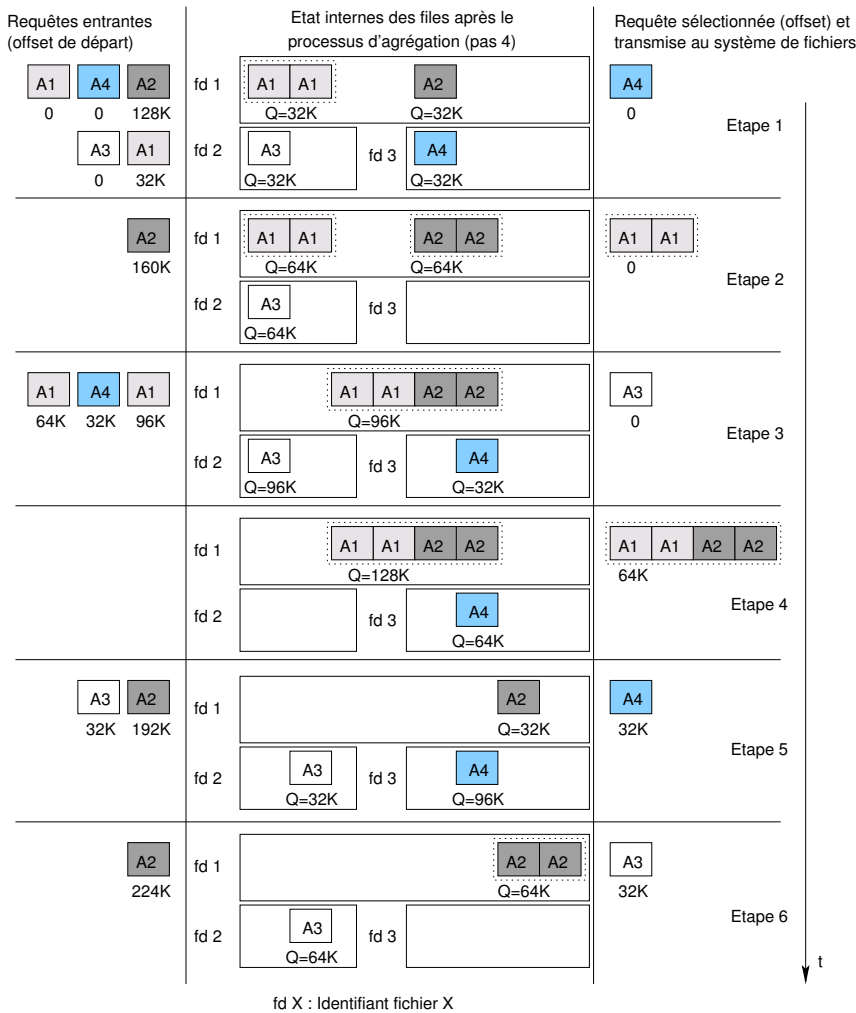 Requêtes entrantes
(offset de départ)
Etat internes des files après le
processus d'agrégation (pas 4)
Requête sélectionnée (offset) et
transmise au système de fichiers
A1 A4 A2
0 0 128K
A3 A1
0 32K
fd 1
A1 A1 A2
Q=32K Q=32K
fd 2
A3
Q=32K
fd 3
A4
Q=32K
A4
0
Etape 1
A2
160K
fd 1
A1 A1 A2 A2
Q=64K Q=64K
fd 2
A3
Q=64K
fd 3
A1 A1
0
Etape 2
A1 A4 A1
64K 32K 96K
fd 1
A1 A1 A2 A2
Q=96K
fd 2
A3
Q=96K
fd 3
A4
Q=32K
A3
0
Etape 3
fd 1
A1 A1 A2 A2
Q=128K
fd 2
fd 3
A4
Q=64K
A1 A1 A2 A2
64K
Etape 4
A3 A2
32K 192K
fd 1
A2
Q=32K
fd 2
A3
Q=32K
fd 3
A4
Q=96K
A4
32K
Etape 5
A2
224K
fd 1
A2 A2
Q=64K
fd 2
A3
Q=64K
fd 3
A3
32K
Etape 6
t
fd X : Identifiant fichier X